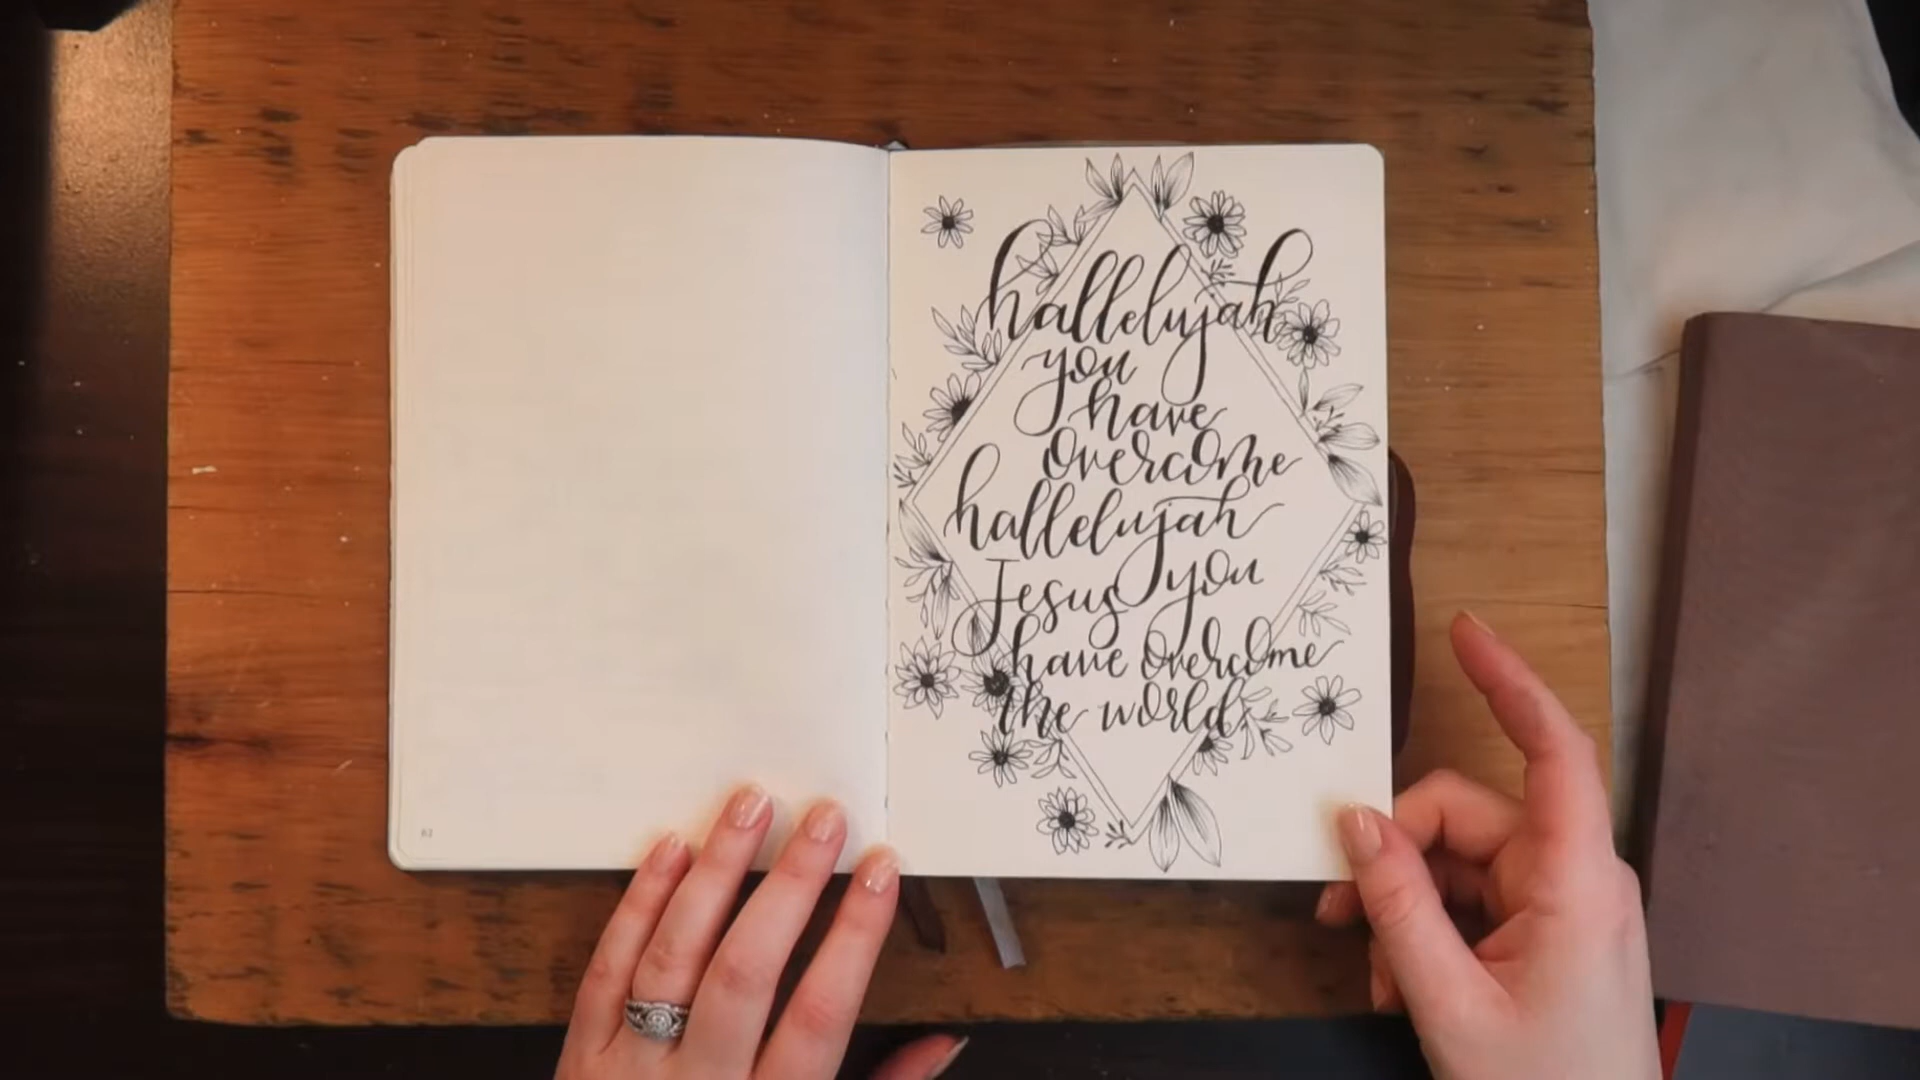 hallelujah
you
have
overcome
hallelujah
Jesus you
have overcome
the world